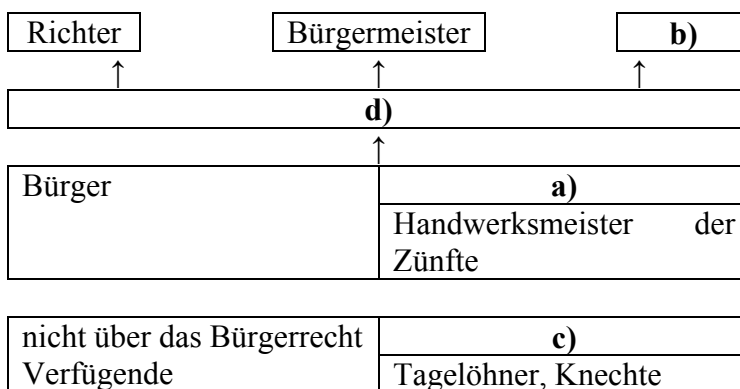 Richter Bürgermeister b)
↑ ↑ ↑
d)
↑
Bürger a)
Handwerksmeister der
Zünfte
nicht über das Bürgerrecht c)
Verfügende Tagelöhner, Knechte